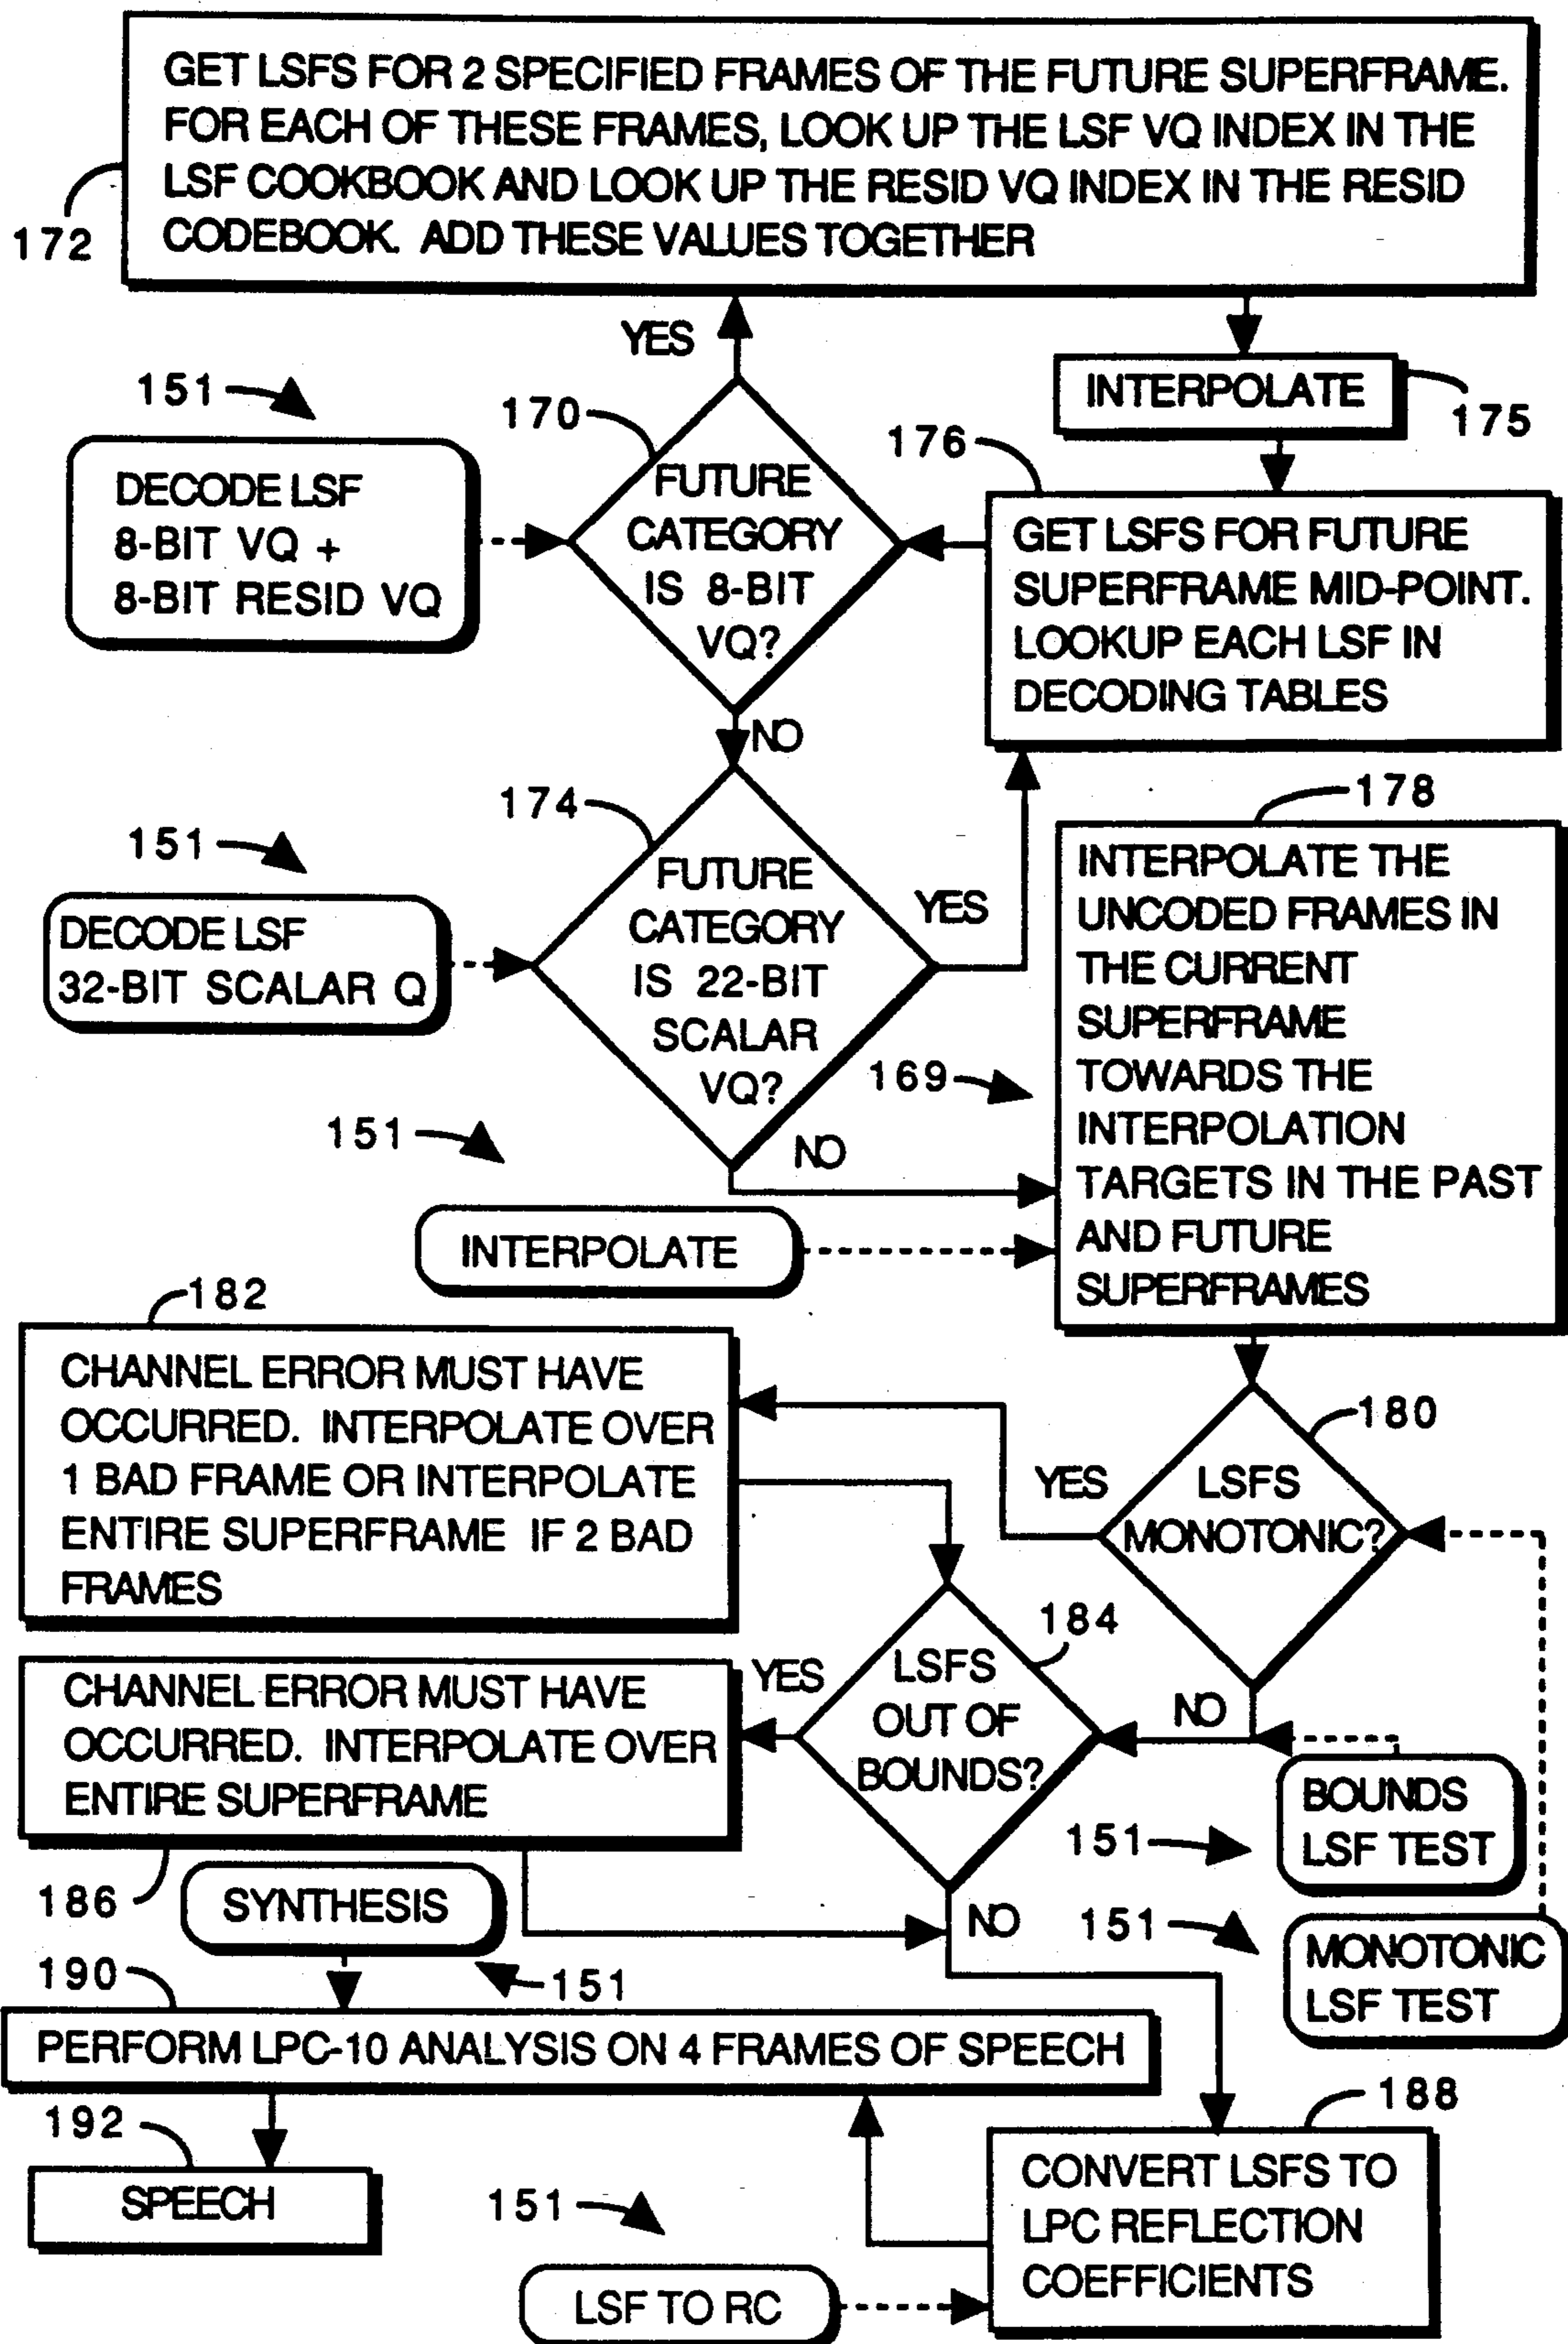 GET LSFS FOR 2 SPECIFIED FRAMES OF THE FUTURE SUPERFRAME.
FOR EACH OF THESE FRAMES, LOOK UP THE LSF VQ INDEX IN THE
LSF COOKBOOK AND LOOK UP THE RESID VQ INDEX IN THE RESID
CODEBOOK. ADD THESE VALUES TOGETHER
172
YES
INTERPOLATE
175
151
DECODE LSF
8-BIT VQ +
8-BIT RESID VQ
170
FUTURE
CATEGORY
IS 8-BIT
VQ?
176
GET LSFS FOR FUTURE
SUPERFRAME MID-POINT.
LOOKUP EACH LSF IN
DECODING TABLES
NO
151
DECODE LSF
32-BIT SCALAR Q
174
FUTURE
CATEGORY
IS 22-BIT
SCALAR
VQ?
YES
178
INTERPOLATE THE
UNCODED FRAMES IN
THE CURRENT
SUPERFRAME
TOWARDS THE
INTERPOLATION
TARGETS IN THE PAST
AND FUTURE
SUPERFRAMES
169
151
NO
INTERPOLATE
182
CHANNEL ERROR MUST HAVE
OCCURRED. INTERPOLATE OVER
1 BAD FRAME OR INTERPOLATE
ENTIRE SUPERFRAME IF 2 BAD
FRAMES
180
YES
LSFS
MONOTONIC?
184
LSFS
OUT OF
BOUNDS?
YES
NO
CHANNEL ERROR MUST HAVE
OCCURRED. INTERPOLATE OVER
ENTIRE SUPERFRAME
186
BOUNDS
LSF TEST
151
SYNTHESIS
151
NO
151
MONOTONIC
LSF TEST
190
PERFORM LPC-10 ANALYSIS ON 4 FRAMES OF SPEECH
192
SPEECH
188
CONVERT LSFS TO
LPC REFLECTION
COEFFICIENTS
151
LSF TO RC